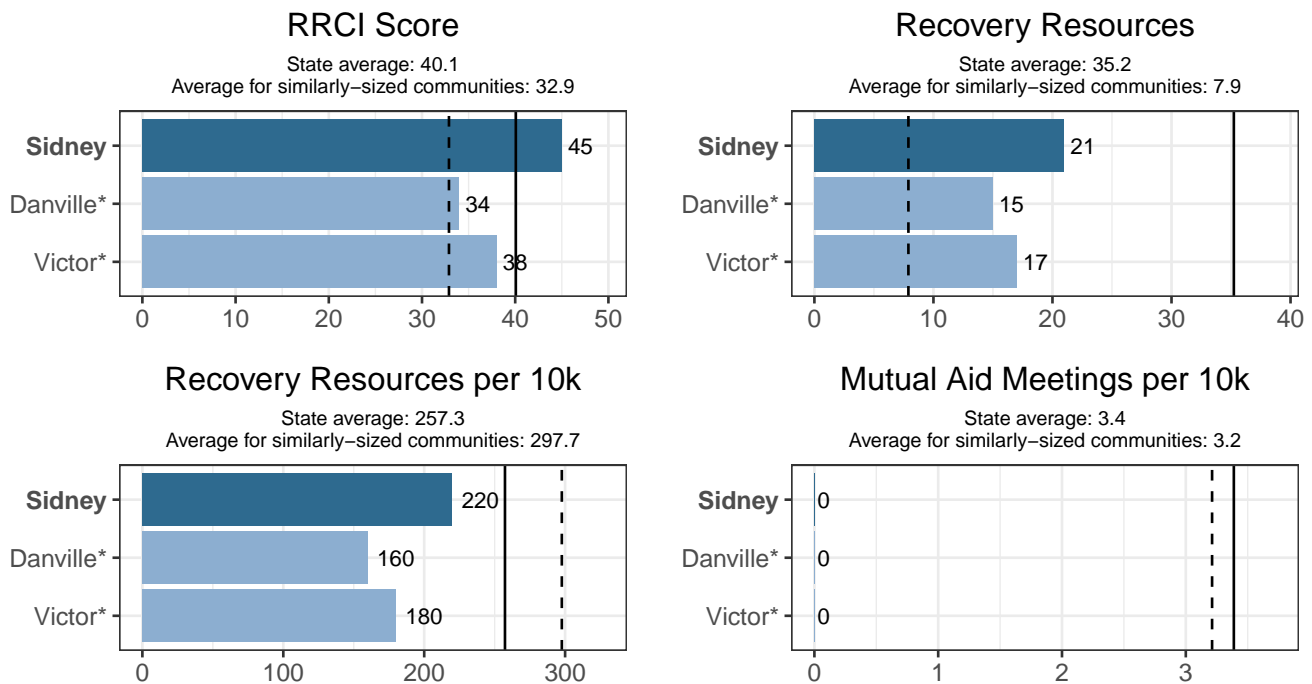 RRCI Score
State average: 40.1
Average for similarly−sized communities: 32.9
Sidney
45
Danville*
34
Victor*
38
0 10 20 30 40 50
Recovery Resources
State average: 35.2
Average for similarly−sized communities: 7.9
Sidney
21
Danville*
15
Victor*
17
0 10 20 30 40
Recovery Resources per 10k
State average: 257.3
Average for similarly−sized communities: 297.7
Sidney
220
Danville*
160
Victor*
180
0 100 200 300
Mutual Aid Meetings per 10k
State average: 3.4
Average for similarly−sized communities: 3.2
Sidney
0
Danville*
0
Victor*
0
0 1 2 3